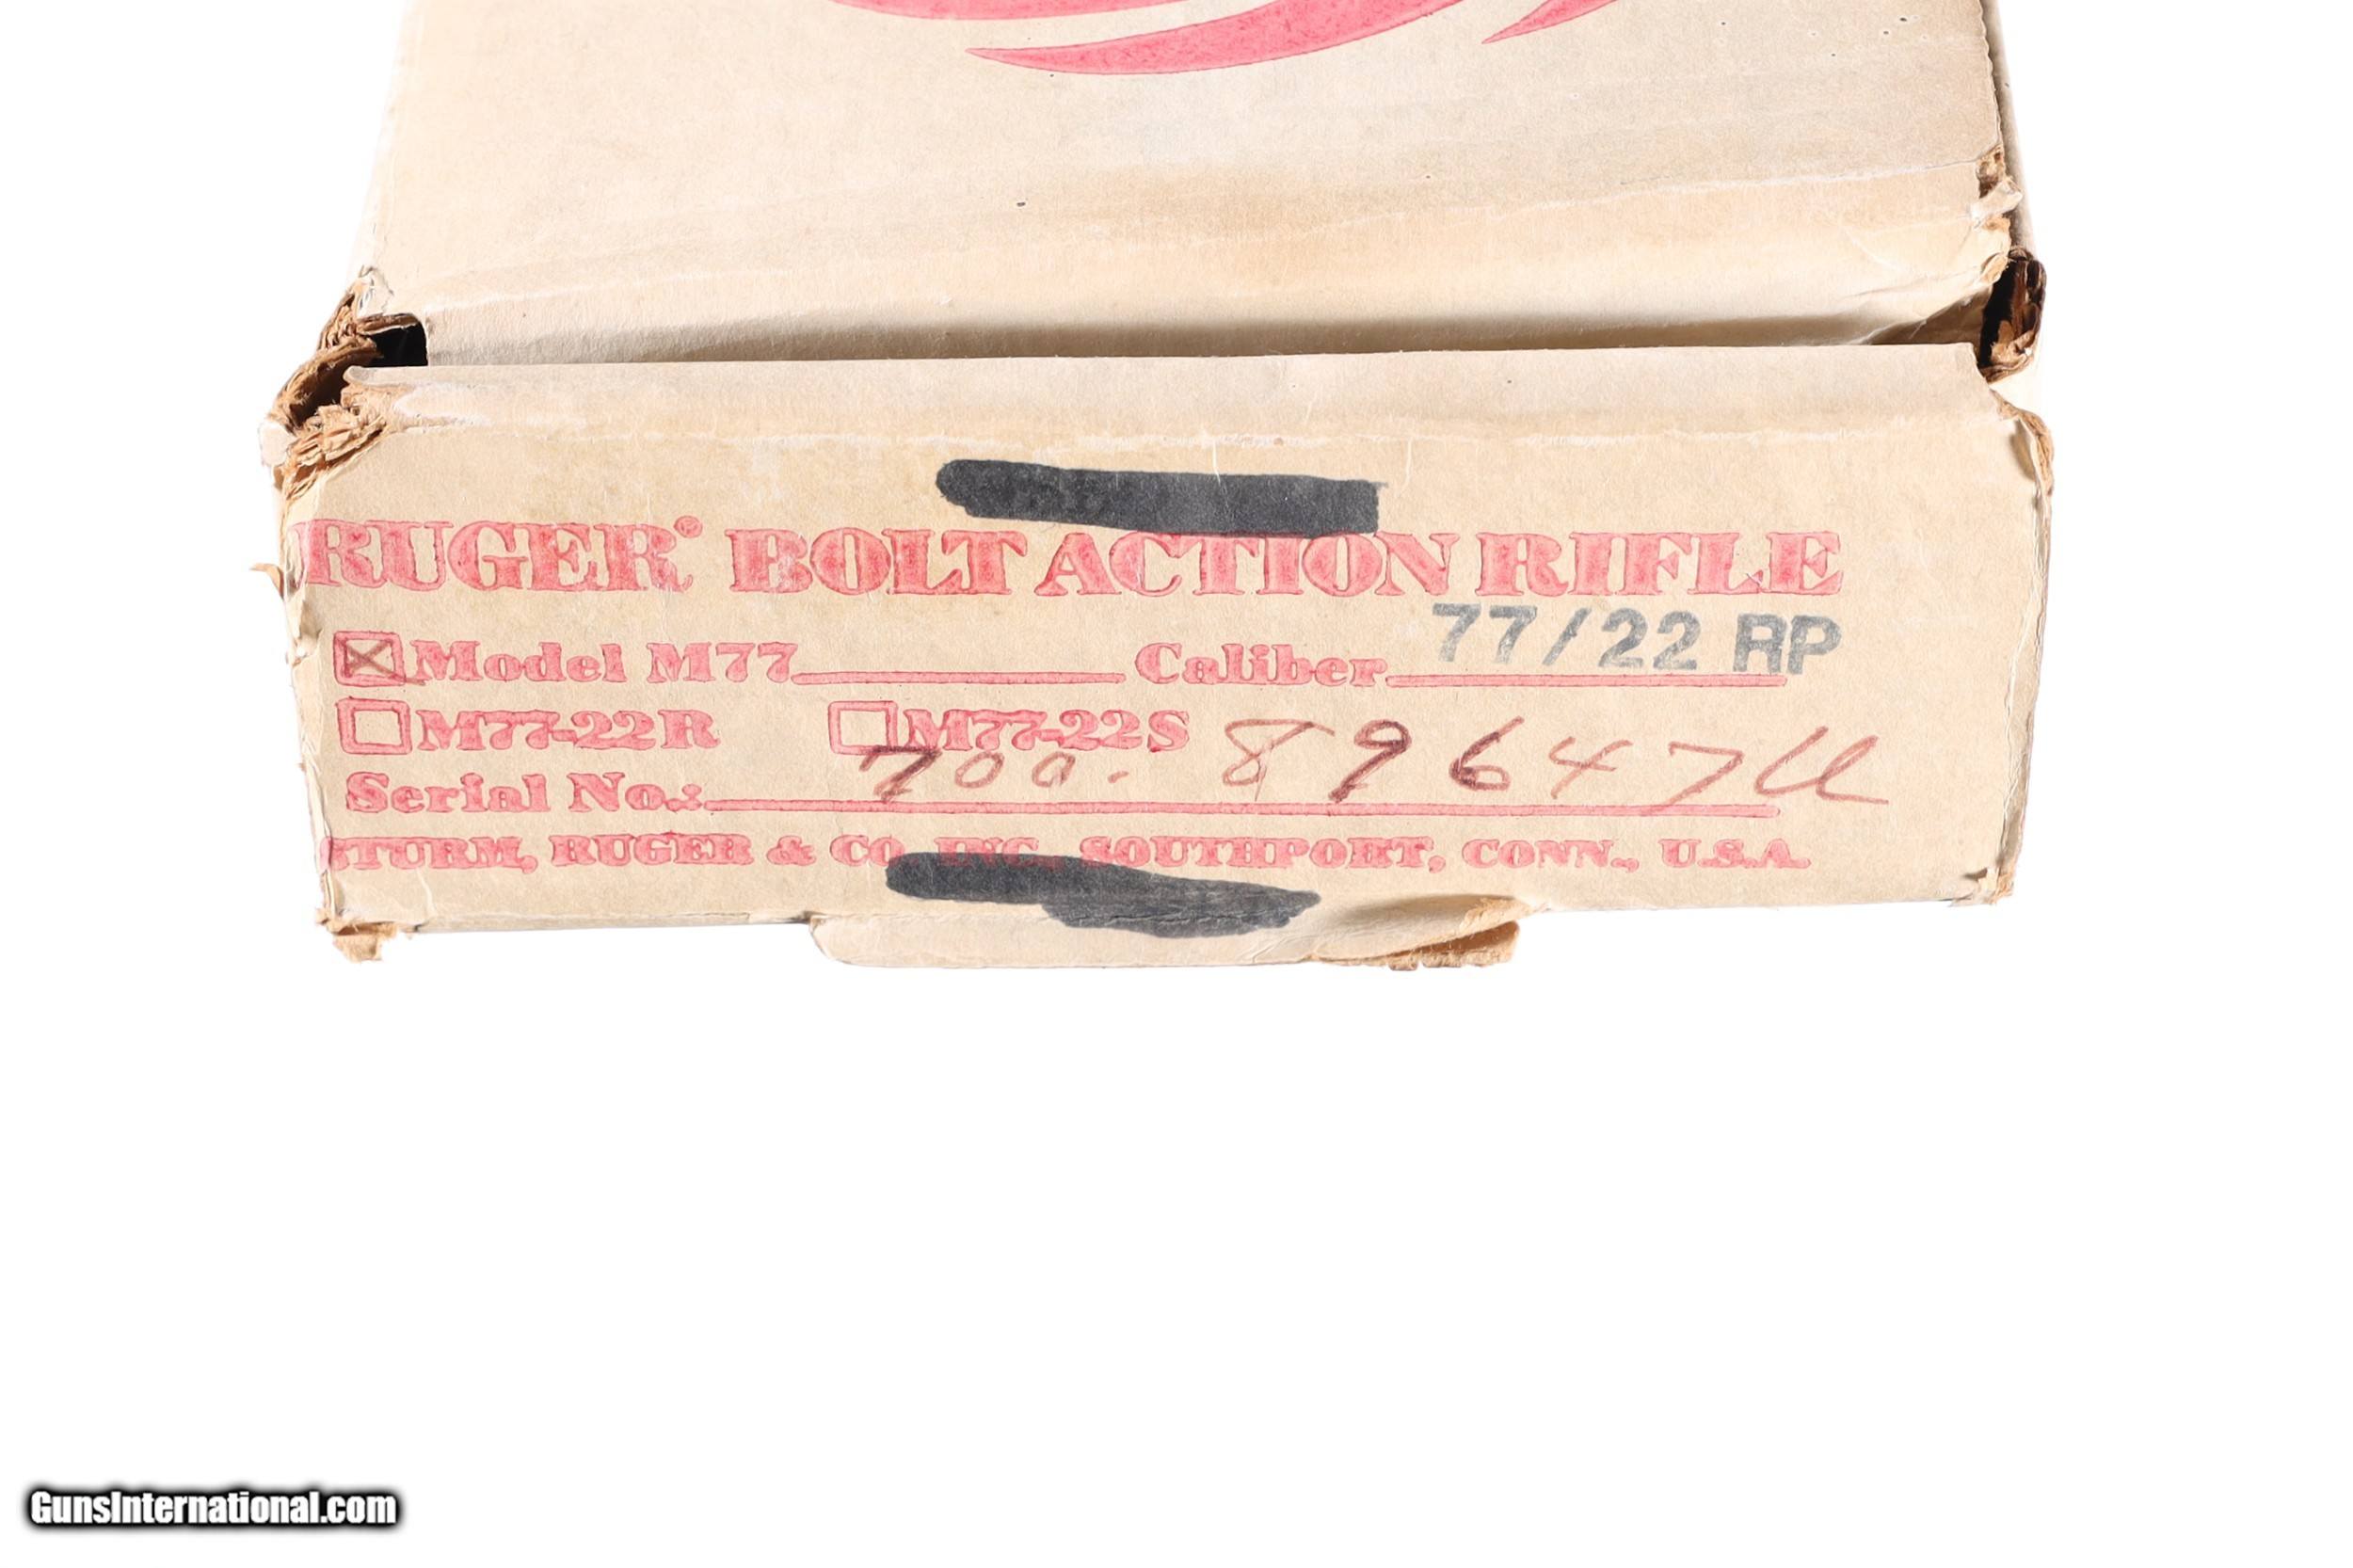 RUGER® BOLT ACTION RIFLE
Model M77 Caliber 77/22 RP
M77-22R M77-22S
Serial No.: 700-89647
STURM, RUGER & CO., INC., SOUTHPORT, CONN., U.S.A.
GunsInternational.com